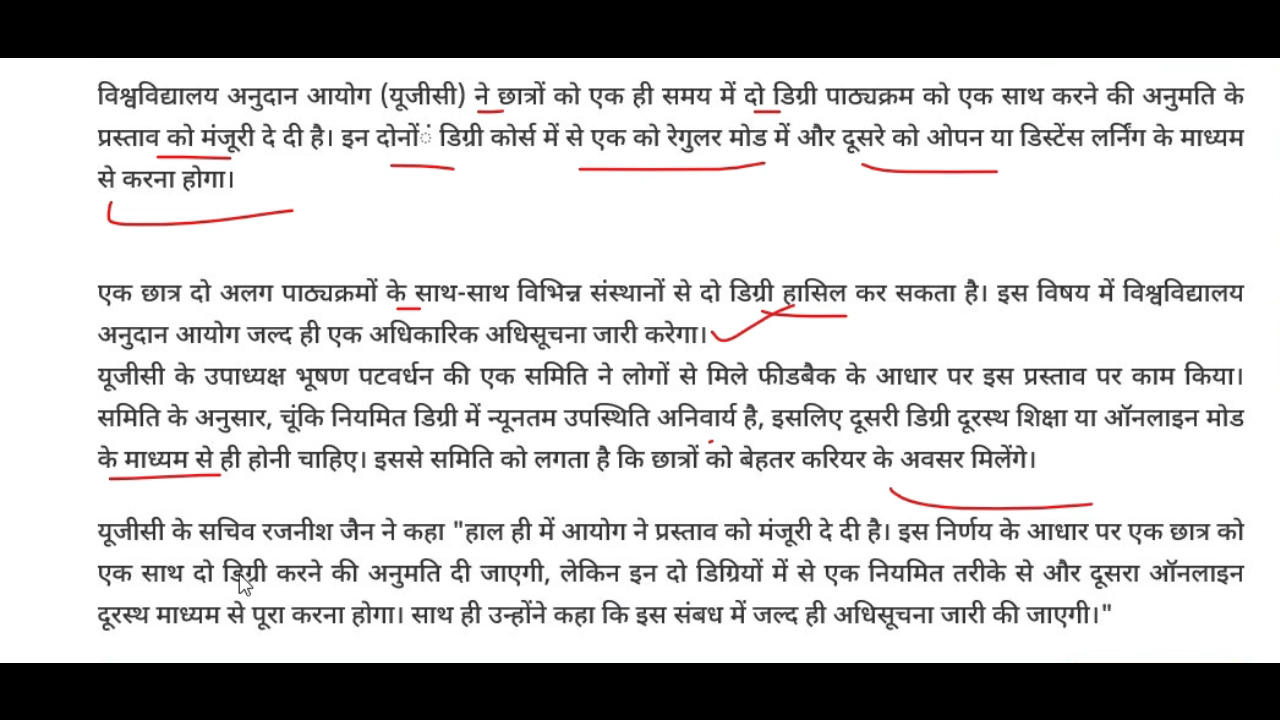 विश्वविद्यालय अनुदान आयोग (यूजीसी) ने छात्रों को एक ही समय में दो डिग्री पाठ्यक्रम को एक साथ करने की अनुमति के
प्रस्ताव को मंजूरी दे दी है। इन दोनोंं डिग्री कोर्स में से एक को रेगुलर मोड में और दूसरे को ओपन या डिस्टेंस लर्निंग के माध्यम
से करना होगा।
एक छात्र दो अलग पाठ्यक्रमों के साथ-साथ विभिन्न संस्थानों से दो डिग्री हासिल कर सकता है। इस विषय में विश्वविद्यालय
अनुदान आयोग जल्द ही एक अधिकारिक अधिसूचना जारी करेगा।
यूजीसी के उपाध्यक्ष भूषण पटवर्धन की एक समिति ने लोगों से मिले फीडबैक के आधार पर इस प्रस्ताव पर काम किया।
समिति के अनुसार, चूंकि नियमित डिग्री में न्यूनतम उपस्थिति अनिवार्य है, इसलिए दूसरी डिग्री दूरस्थ शिक्षा या ऑनलाइन मोड
के माध्यम से ही होनी चाहिए। इससे समिति को लगता है कि छात्रों को बेहतर करियर के अवसर मिलेंगे।
यूजीसी के सचिव रजनीश जैन ने कहा "हाल ही में आयोग ने प्रस्ताव को मंजूरी दे दी है। इस निर्णय के आधार पर एक छात्र को
एक साथ दो डिग्री करने की अनुमति दी जाएगी, लेकिन इन दो डिग्रियों में से एक नियमित तरीके से और दूसरा ऑनलाइन
दूरस्थ माध्यम से पूरा करना होगा। साथ ही उन्होंने कहा कि इस संबध में जल्द ही अधिसूचना जारी की जाएगी।"